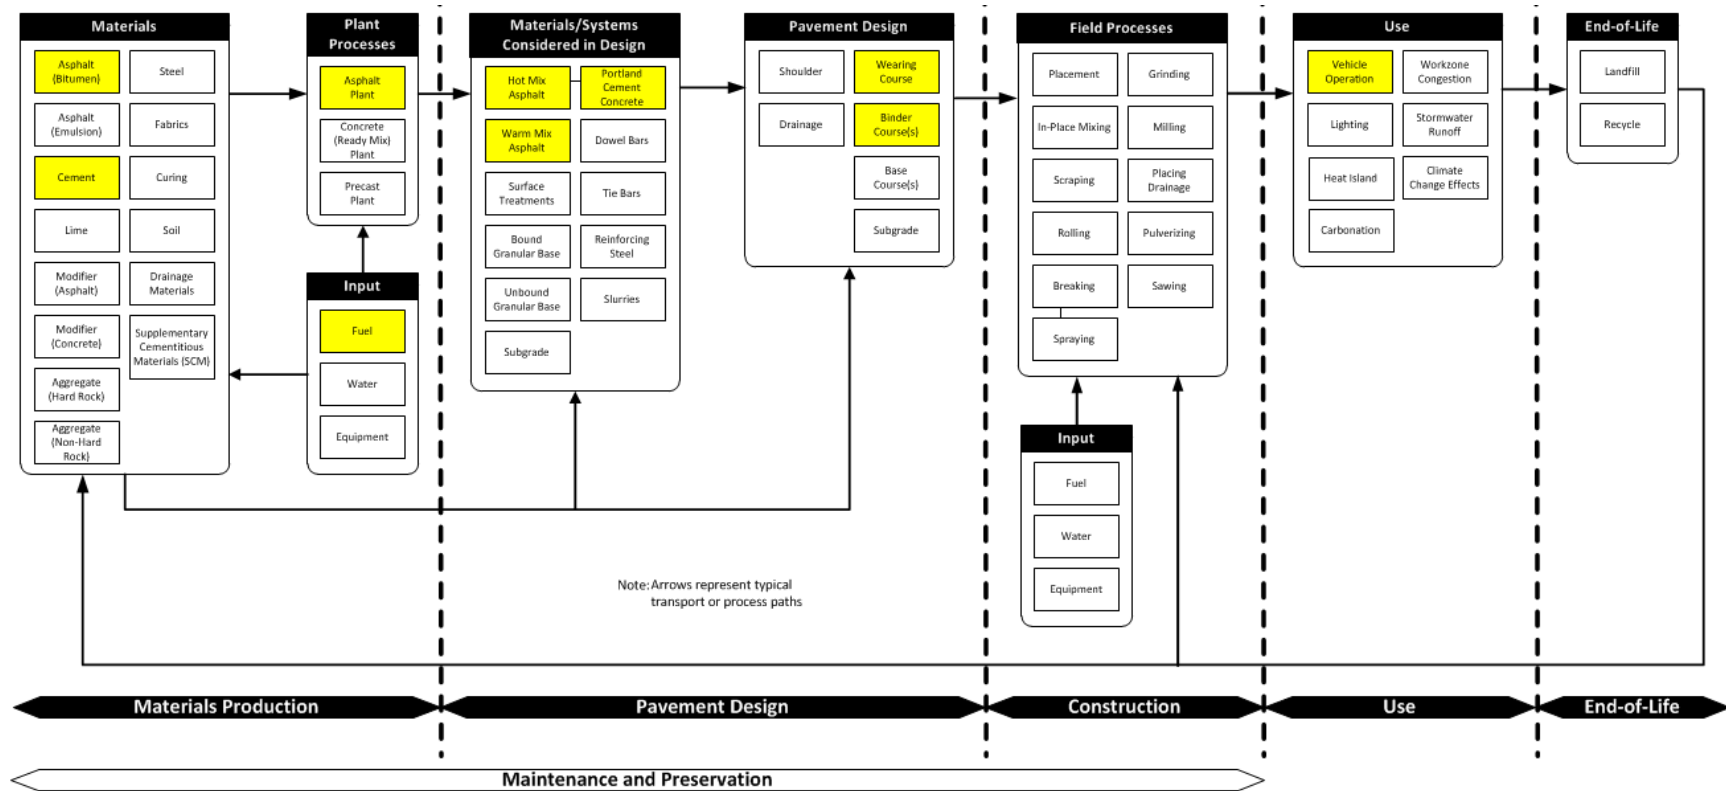 Materials
Asphalt
(Bitumen)
Steel
Asphalt
(Emulsion)
Fabrics
Cement
Curing
Lime
Soil
Modifier
(Asphalt)
Drainage
Materials
Modifier
(Concrete)
Supplementary
Cementitious
Materials (SCM)
Aggregate
(Hard Rock)
Aggregate
(Non-Hard
Rock)
Plant
Processes
Asphalt
Plant
Concrete
(Ready Mix)
Plant
Precast
Plant
Input
Fuel
Water
Equipment
Materials/Systems
Considered in Design
Hot Mix
Asphalt
Portland
Cement
Concrete
Warm Mix
Asphalt
Dowel Bars
Surface
Treatments
Tie Bars
Bound
Granular Base
Reinforcing
Steel
Unbound
Granular Base
Slurries
Subgrade
Pavement Design
Shoulder
Wearing
Course
Drainage
Binder
Course(s)
Base
Course(s)
Subgrade
Field Processes
Placement
Grinding
In-Place Mixing
Milling
Scraping
Placing
Drainage
Rolling
Pulverizing
Breaking
Sawing
Spraying
Input
Fuel
Water
Equipment
Use
Vehicle
Operation
Workzone
Congestion
Lighting
Stormwater
Runoff
Heat Island
Climate
Change Effects
Carbonation
End-of-Life
Landfill
Recycle
Note: Arrows represent typical
transport or process paths
Materials Production
Pavement Design
Construction
Use
End-of-Life
Maintenance and Preservation